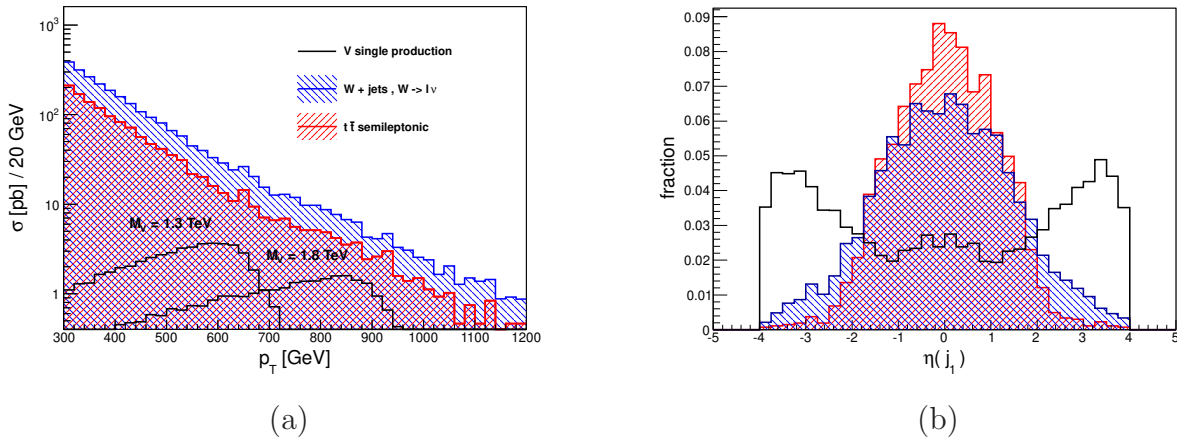 σ [pb] / 20 GeV
10³
10²
10
1
V single production
W + jets , W -> l ν
t t̄ semileptonic
M_V = 1.3 TeV
M_V = 1.8 TeV
300 400 500 600 700 800 900 1000 1100 1200
p_T [GeV]
(a)
fraction
0.09
0.08
0.07
0.06
0.05
0.04
0.03
0.02
0.01
0
-5 -4 -3 -2 -1 0 1 2 3 4 5
η( j_1 )
(b)